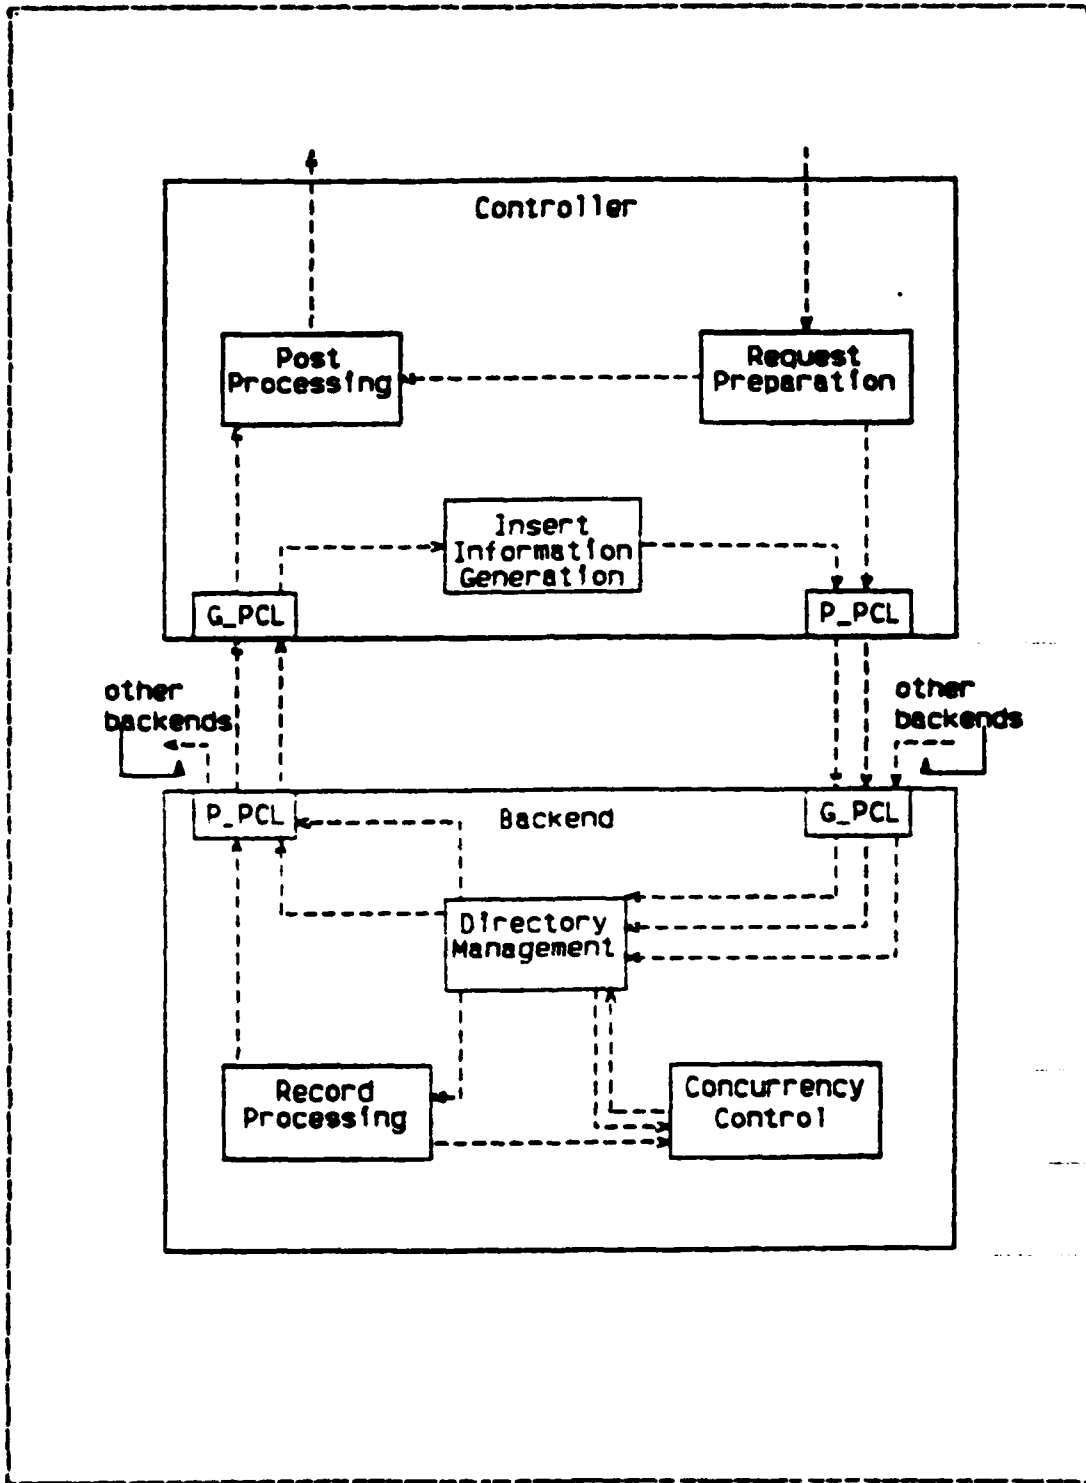 Controller
Post
Processing
Request
Preparation
Insert
Information
Generation
G_PCL
P_PCL
other
backends
other
backends
P_PCL
Backend
G_PCL
Directory
Management
Record
Processing
Concurrency
Control